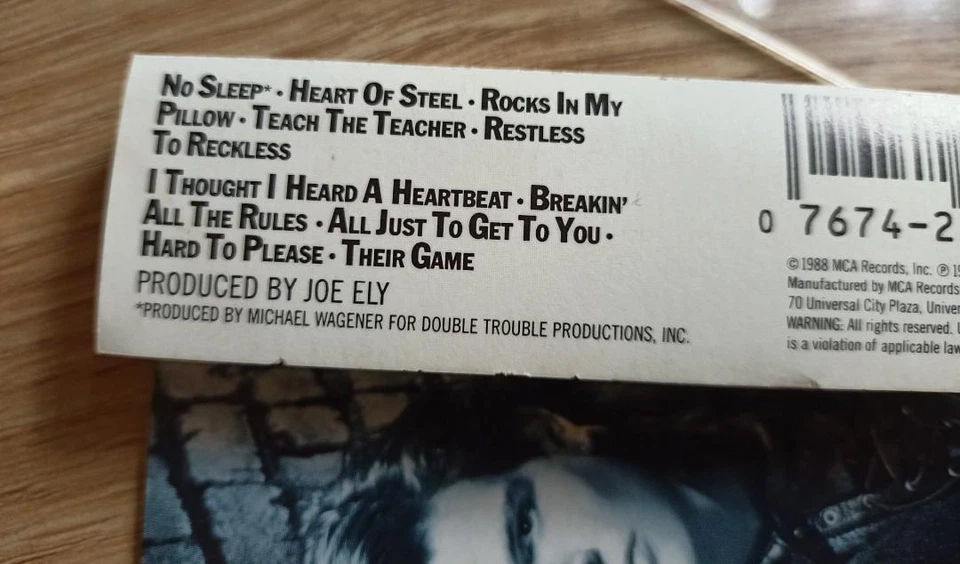 No Sleep* • Heart Of Steel • Rocks In My
Pillow • Teach The Teacher • Restless
To Reckless
I Thought I Heard A Heartbeat • Breakin'
All The Rules • All Just To Get To You •
Hard To Please • Their Game
PRODUCED BY JOE ELY
*PRODUCED BY MICHAEL WAGENER FOR DOUBLE TROUBLE PRODUCTIONS, INC.
0 7674-2
©1988 MCA Records, Inc. ℗
Manufactured by MCA Records
70 Universal City Plaza,
WARNING: All rights reserved.
is a violation of applicable